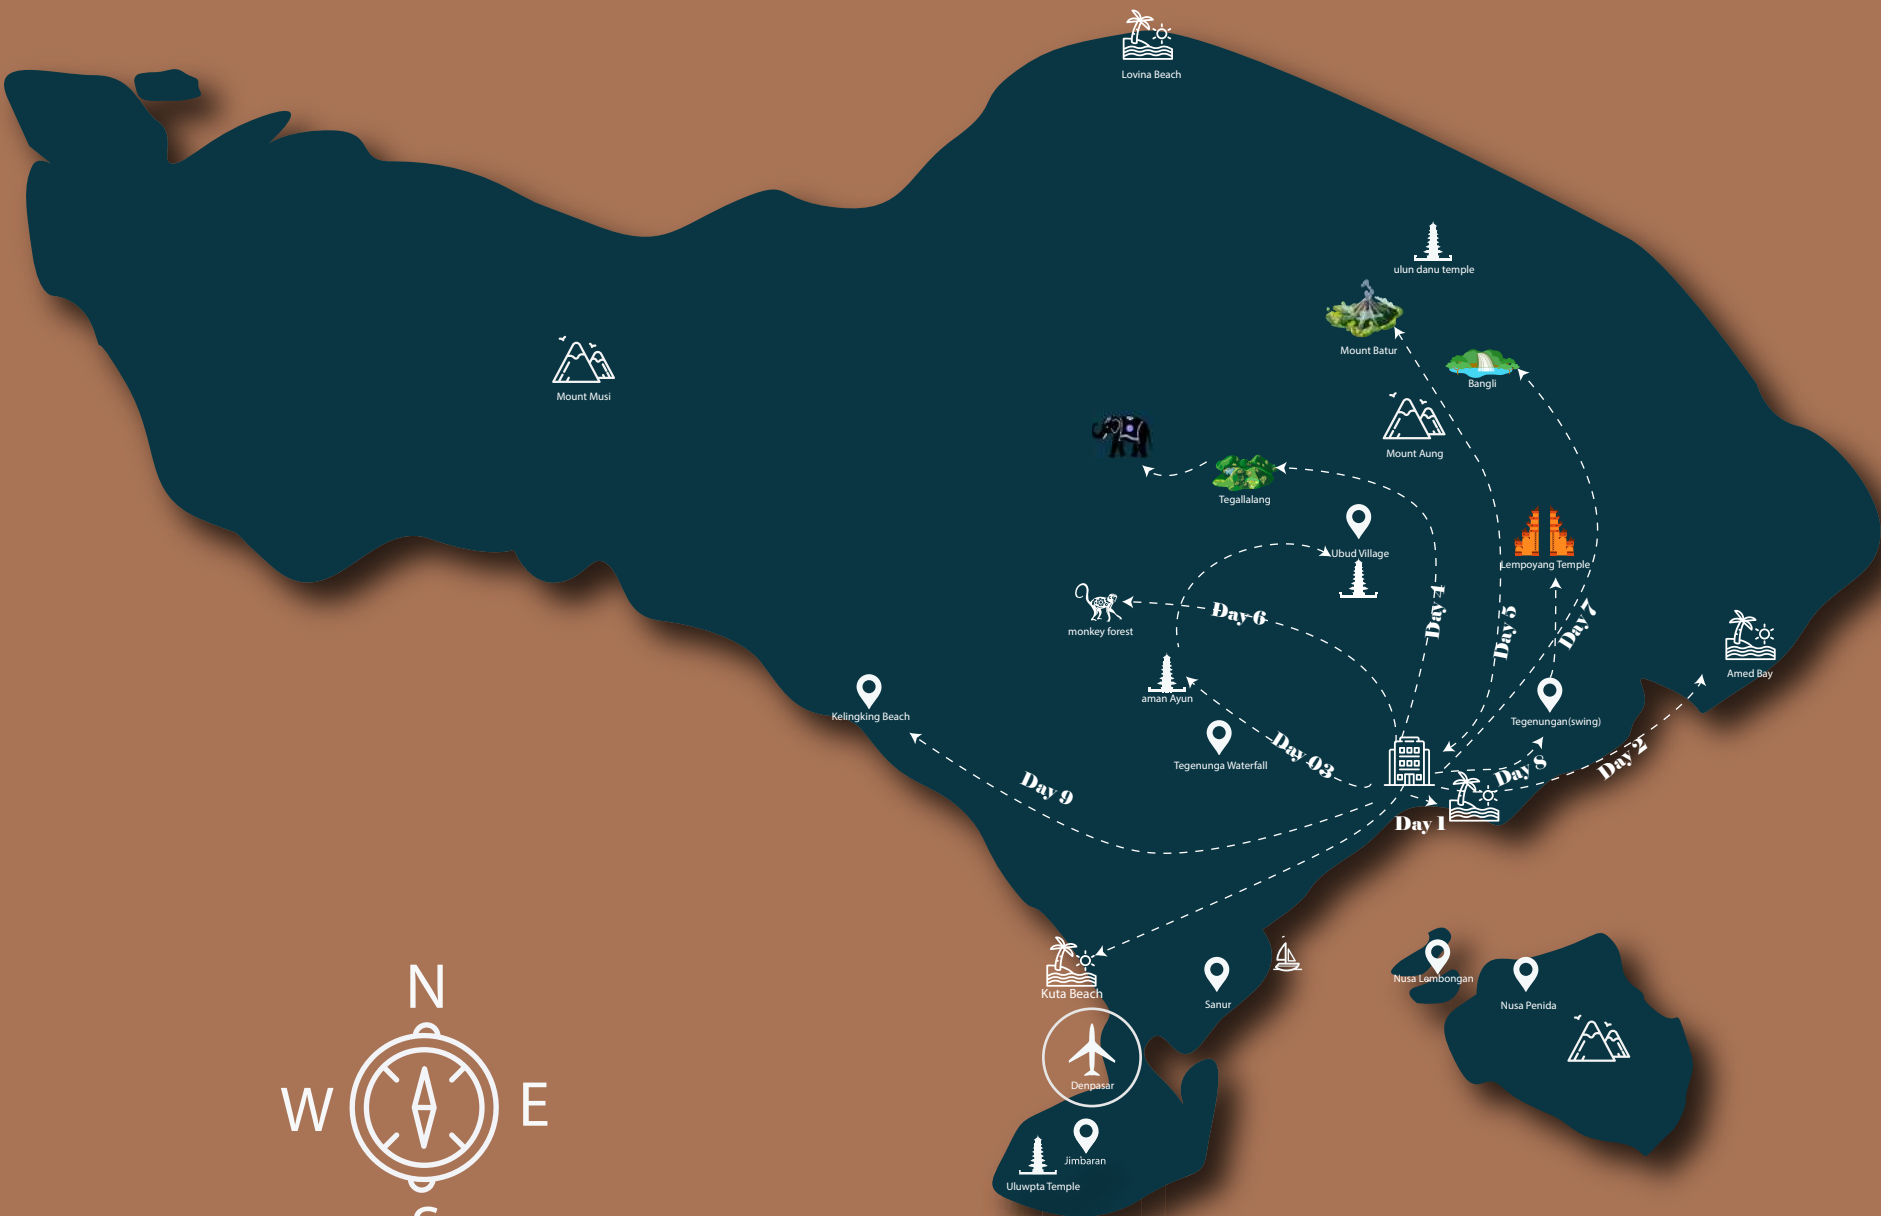 Lovina Beach
ulun danu temple
Mount Batur
Bangli
Mount Musi
Mount Aung
Tegallalang
Ubud Village
Lempoyang Temple
Day 4
Day 5
Day 7
Day 6
monkey forest
Amed Bay
aman Ayun
Kelingking Beach
Tegenungan(swing)
Day 03
Tegenunga Waterfall
Day 8
Day 2
Day 9
Day 1
Nusa Lembongan
Kuta Beach
Sanur
Nusa Penida
N
W
E
S
Denpasar
Jimbaran
Uluwpta Temple